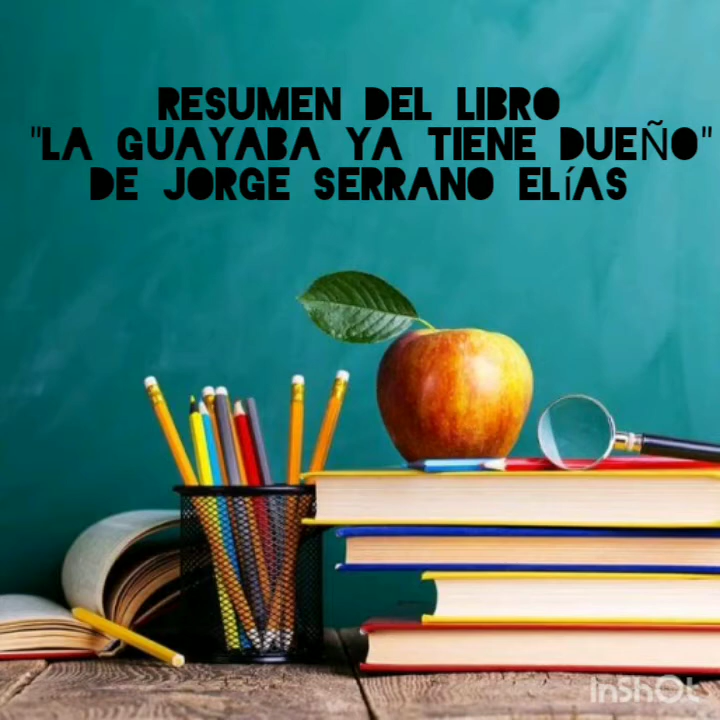 RESUMEN DEL LIBRO
"LA GUAYABA YA TIENE DUEÑO"
DE JORGE SERRANO ELíAS
InShOt